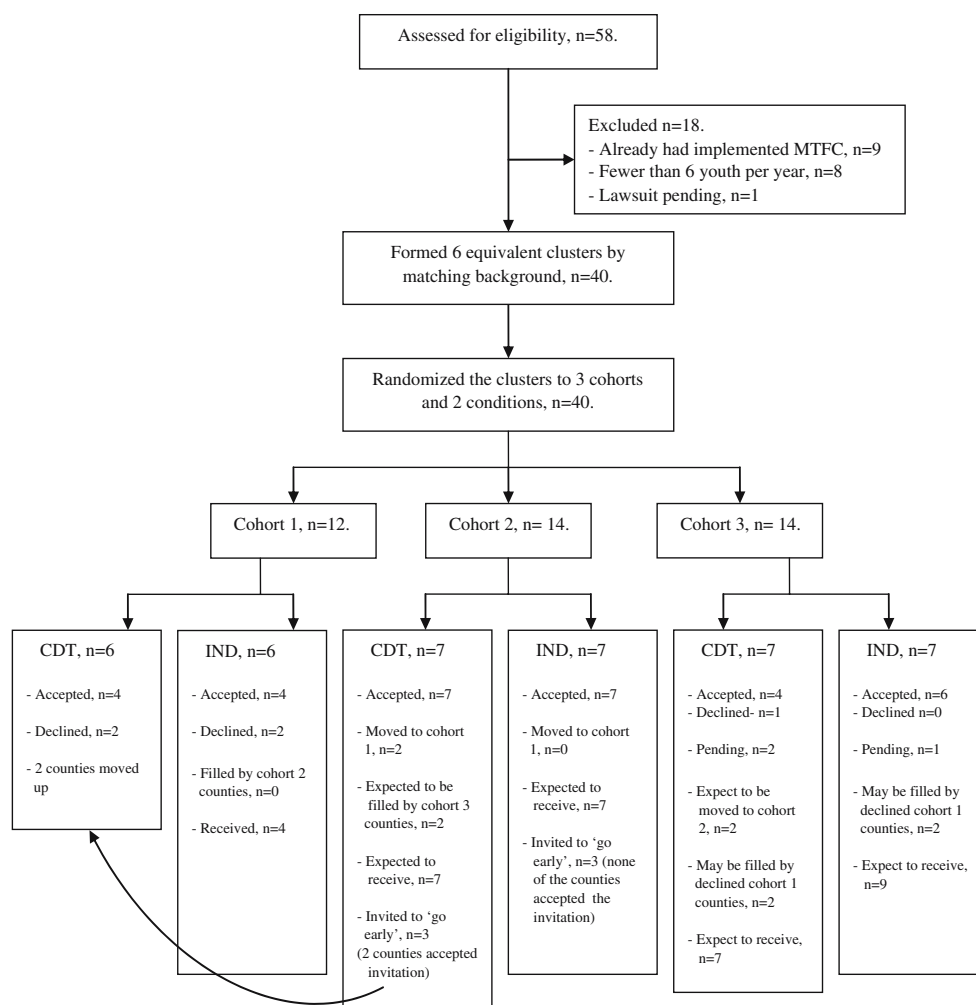 Assessed for eligibility, n=58.
Excluded n=18.
- Already had implemented MTFC, n=9
- Fewer than 6 youth per year, n=8
- Lawsuit pending, n=1
Formed 6 equivalent clusters by
matching background, n=40.
Randomized the clusters to 3 cohorts
and 2 conditions, n=40.
Cohort 1, n=12.
Cohort 2, n= 14.
Cohort 3, n= 14.
CDT, n=6
- Accepted, n=4
- Declined, n=2
- 2 counties moved
up
IND, n=6
- Accepted, n=4
- Declined, n=2
- Filled by cohort 2
counties, n=0
- Received, n=4
CDT, n=7
- Accepted, n=7
- Moved to cohort
1, n=2
- Expected to be
filled by cohort 3
counties, n=2
- Expected to
receive, n=7
- Invited to ‘go
early’, n=3
(2 counties accepted
invitation)
IND, n=7
- Accepted, n=7
- Moved to cohort
1, n=0
- Expected to
receive, n=7
- Invited to ‘go
early’, n=3 (none
of the counties
accepted the
invitation)
CDT, n=7
- Accepted, n=4
- Declined- n=1
- Pending, n=2
- Expect to be
moved to cohort
2, n=2
- May be filled by
declined cohort 1
counties, n=2
- Expect to receive,
n=7
IND, n=7
- Accepted, n=6
- Declined n=0
- Pending, n=1
- May be filled by
declined cohort 1
counties, n=2
- Expect to receive,
n=9